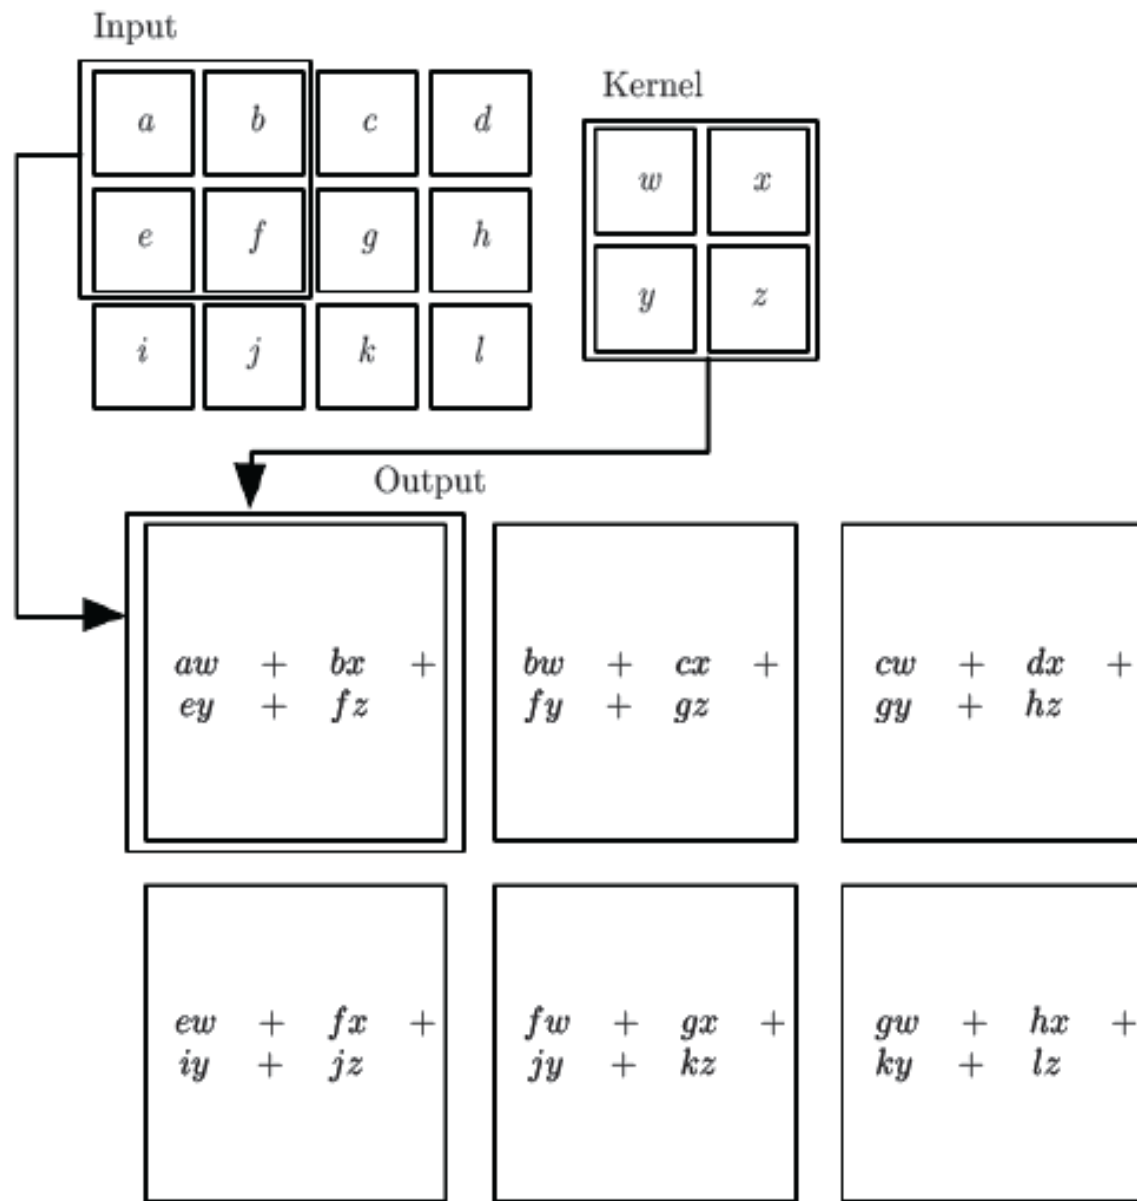 Input
Kernel
a b c d
w x
e f g h
y z
i j k l
Output
aw + bx +
ey + fz
bw + cx +
fy + gz
cw + dx +
gy + hz
ew + fx +
iy + jz
fw + gx +
jy + kz
gw + hx +
ky + lz